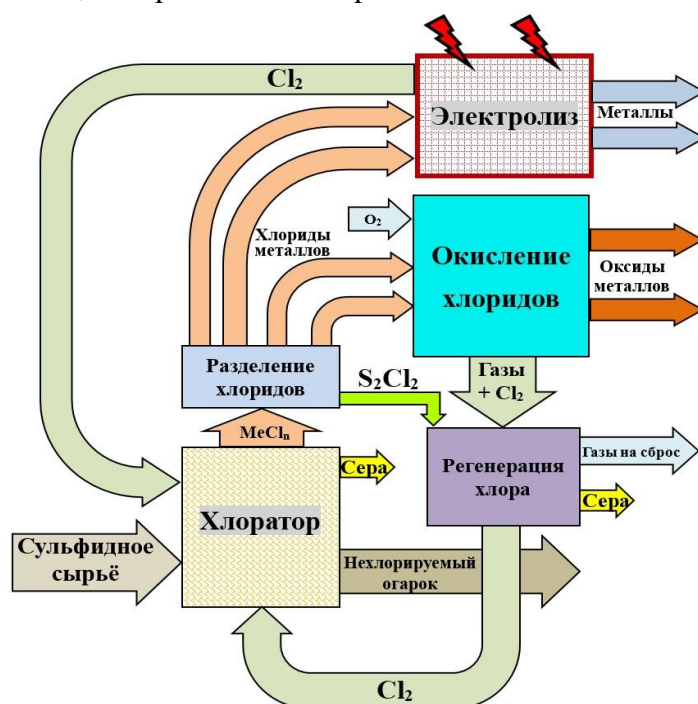 Cl₂
Электролиз
Металлы
O₂
Хлориды
металлов
Окисление
хлоридов
Оксиды
металлов
Разделение
хлоридов
S₂Cl₂
Газы
+ Cl₂
MeClₙ
Сера
Регенерация
хлора
Газы на сброс
Сера
Хлоратор
Сульфидное
сырьё
Нехлорируемый
огарок
Cl₂